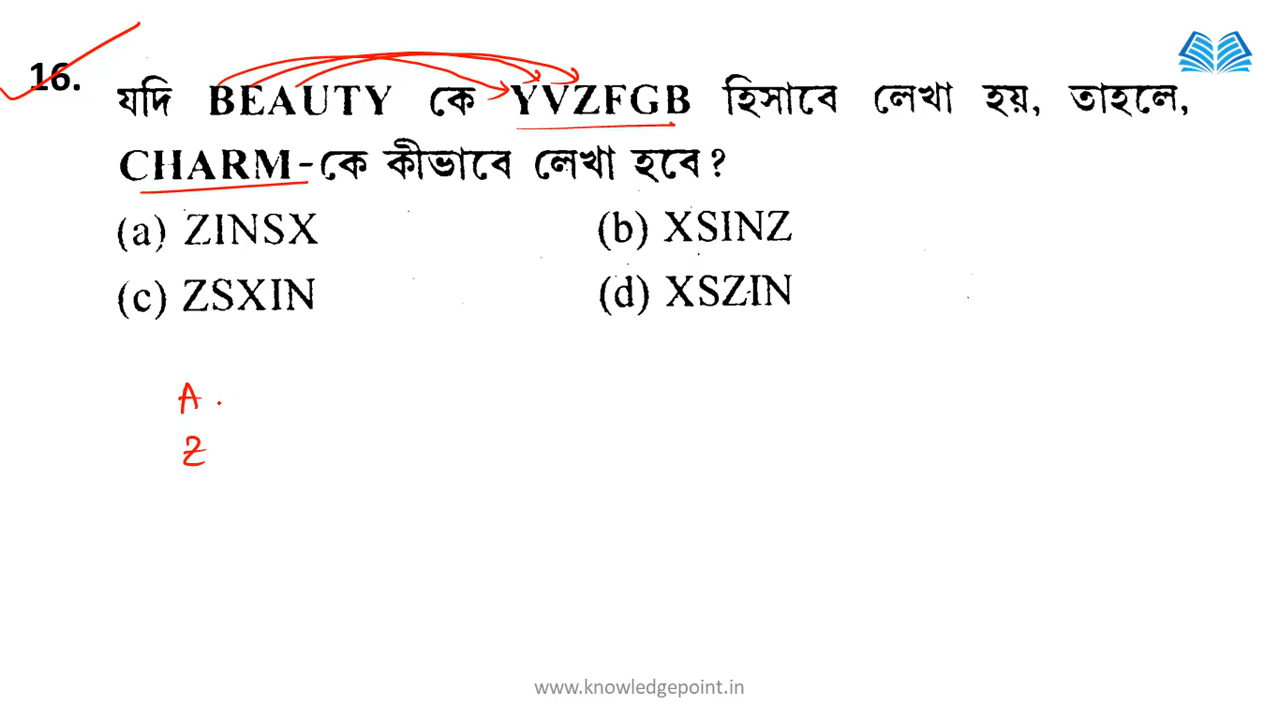 16.
যদি BEAUTY কে YVZFGB হিসাবে লেখা হয়, তাহলে,
CHARM-কে কীভাবে লেখা হবে?
(a) ZINSX (b) XSINZ
(c) ZSXIN (d) XSZIN
A .
Z
www.knowledgepoint.in